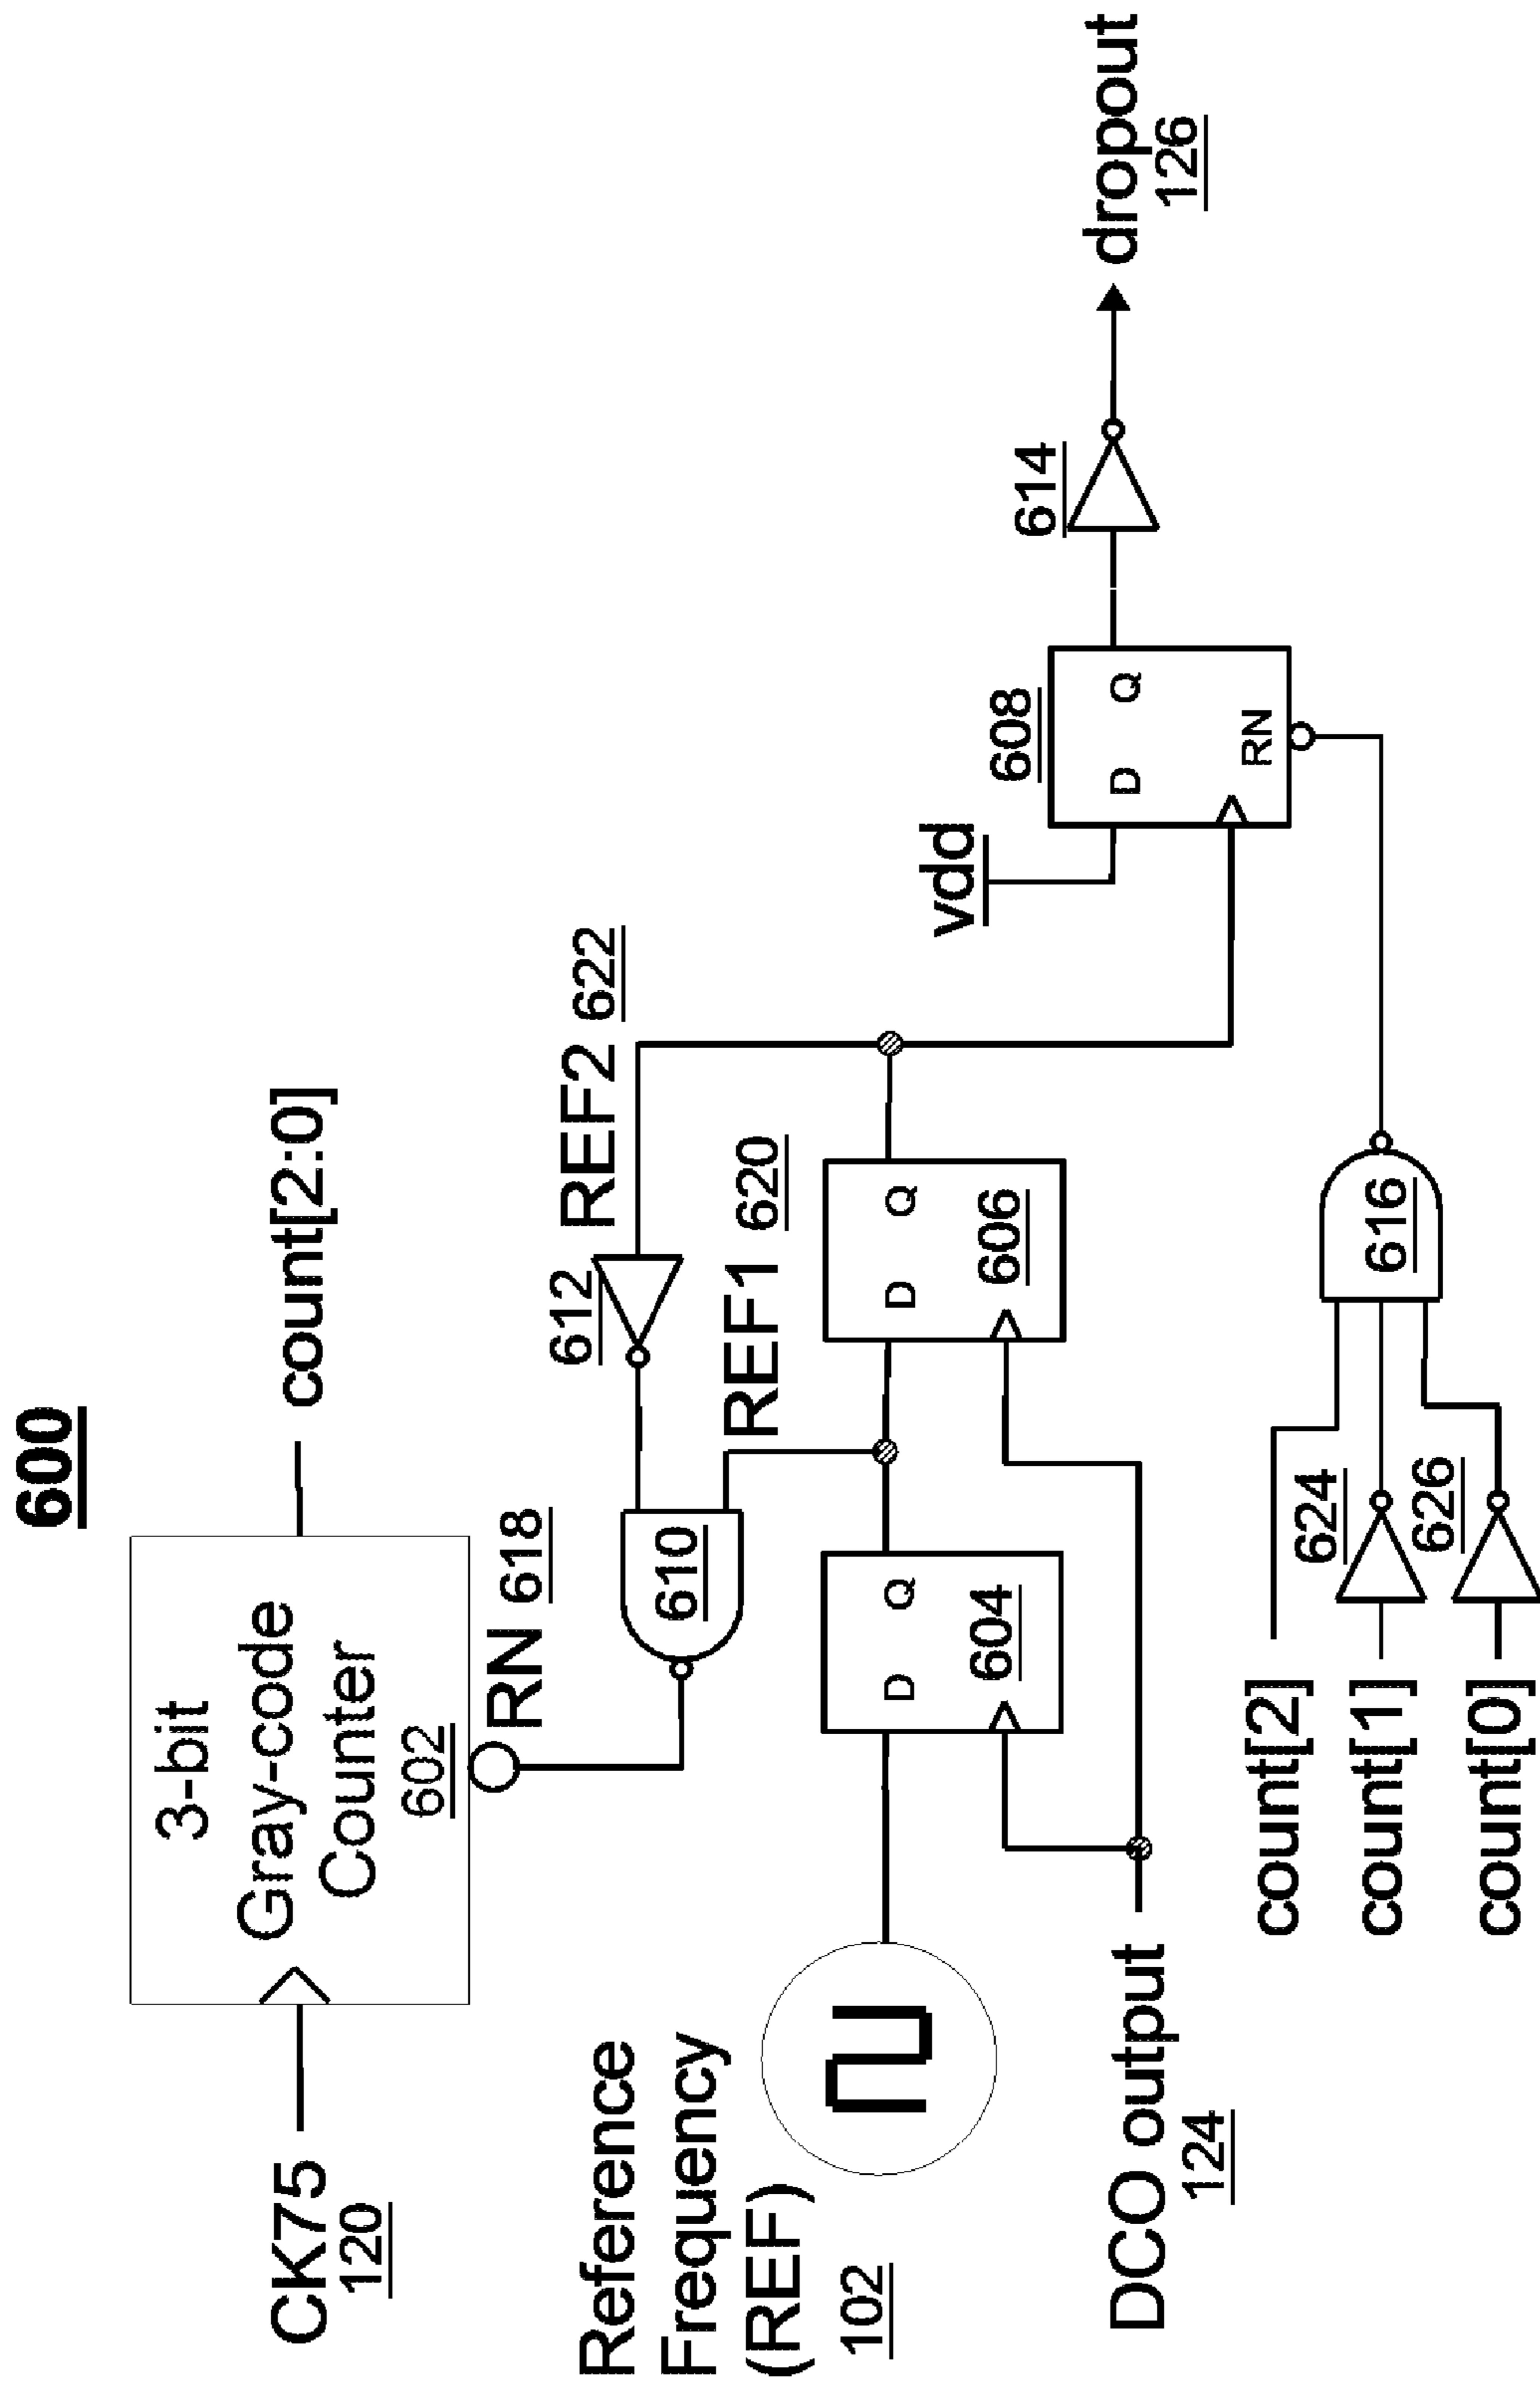 600
3-bit
Gray-code
Counter
602
CK75
120
count[2:0]
RN 618
610
612
REF2 622
REF1 620
Reference
Frequency
(REF)
102
D Q
604
D Q
606
DCO output
124
vdd
608
D Q
RN
614
dropout
126
count[2]
count[1]
count[0]
624
626
616